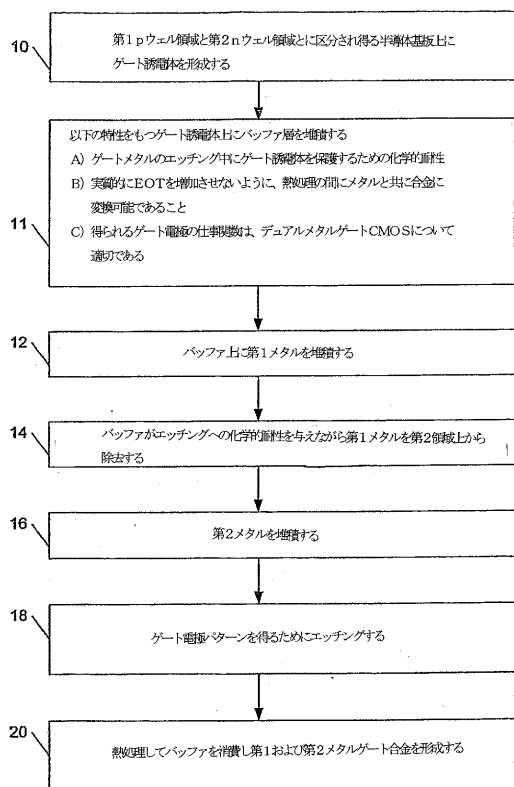 10
第1pウェル領域と第2nウェル領域とに区分され得る半導体基板上に
ゲート誘電体を形成する
11
以下の特性をもつゲート誘電体上にバッファ層を堆積する
A）ゲートメタルのエッチング中にゲート誘電体を保護するための化学的耐性
B）実質的にEOTを増加させないように、熱処理の間にメタルと共に合金に
変換可能であること
C）得られるゲート電極の仕事関数は、デュアルメタルゲートCMOSについて
適切である
12
バッファ上に第1メタルを堆積する
14
バッファがエッチングへの化学的耐性を与えながら第1メタルを第2領域上から
除去する
16
第2メタルを堆積する
18
ゲート電極パターンを得るためにエッチングする
20
熱処理してバッファを消費し第1および第2メタルゲート合金を形成する